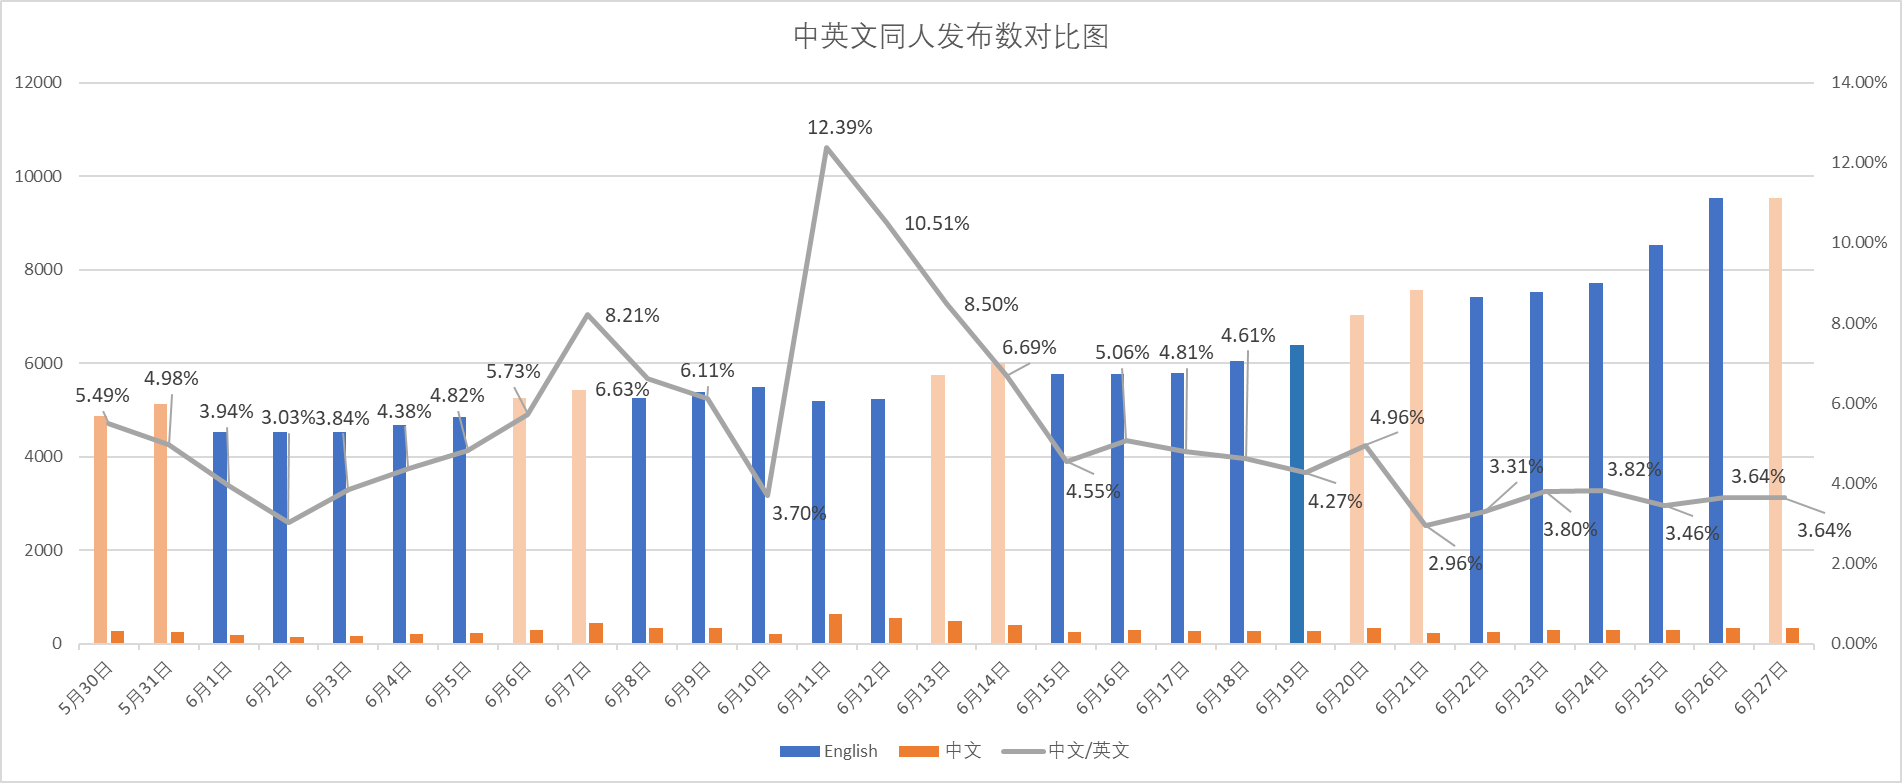 中英文同人发布数对比图
12000
10000
8000
6000
4000
2000
0
14.00%
12.00%
10.00%
8.00%
6.00%
4.00%
2.00%
0.00%
5.49%
4.98%
3.94%
3.03%
3.84%
4.38%
4.82%
5.73%
8.21%
6.63%
6.11%
3.70%
12.39%
10.51%
8.50%
6.69%
4.55%
5.06%
4.81%
4.61%
4.27%
4.96%
2.96%
3.31%
3.80%
3.82%
3.46%
3.64%
3.64%
5月30日
5月31日
6月1日
6月2日
6月3日
6月4日
6月5日
6月6日
6月7日
6月8日
6月9日
6月10日
6月11日
6月12日
6月13日
6月14日
6月15日
6月16日
6月17日
6月18日
6月19日
6月20日
6月21日
6月22日
6月23日
6月24日
6月25日
6月26日
6月27日
English 中文 中文/英文